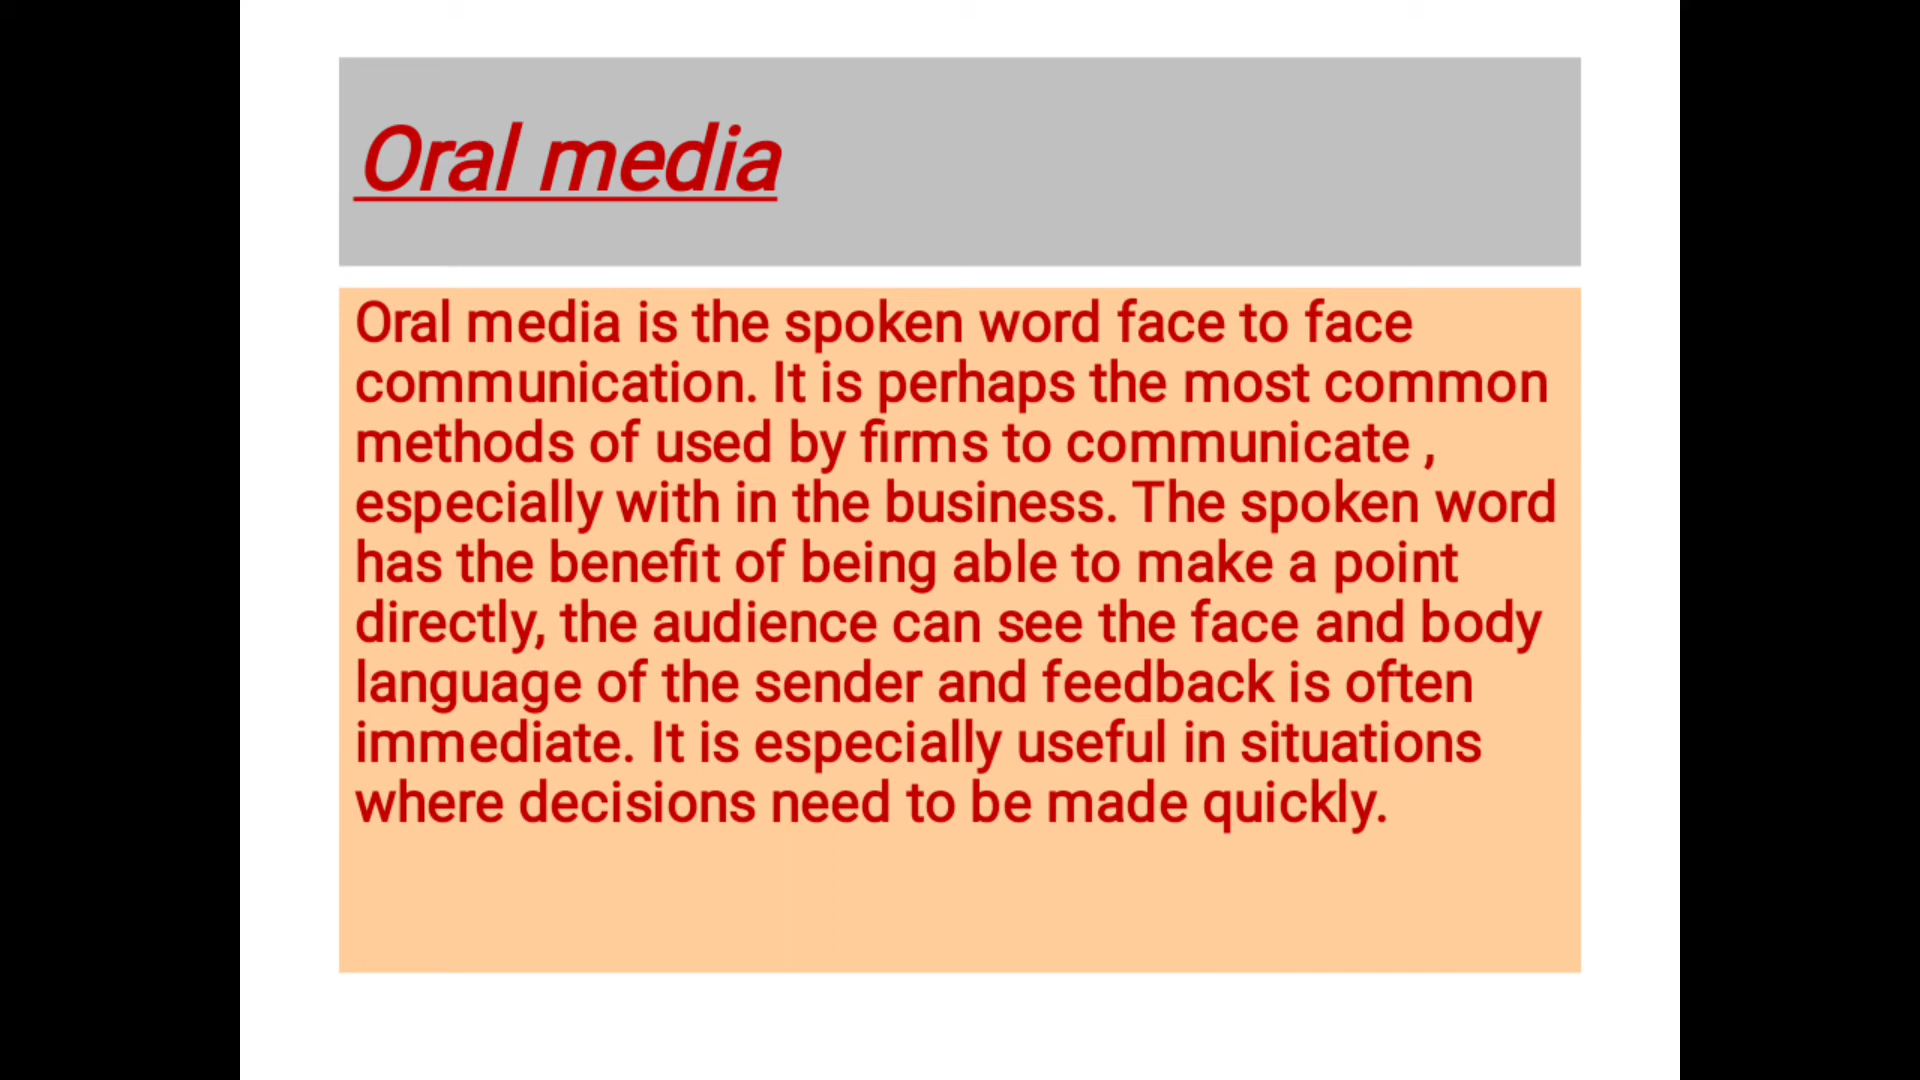 Oral media
Oral media is the spoken word face to face
communication. It is perhaps the most common
methods of used by firms to communicate ,
especially with in the business. The spoken word
has the benefit of being able to make a point
directly, the audience can see the face and body
language of the sender and feedback is often
immediate. It is especially useful in situations
where decisions need to be made quickly.